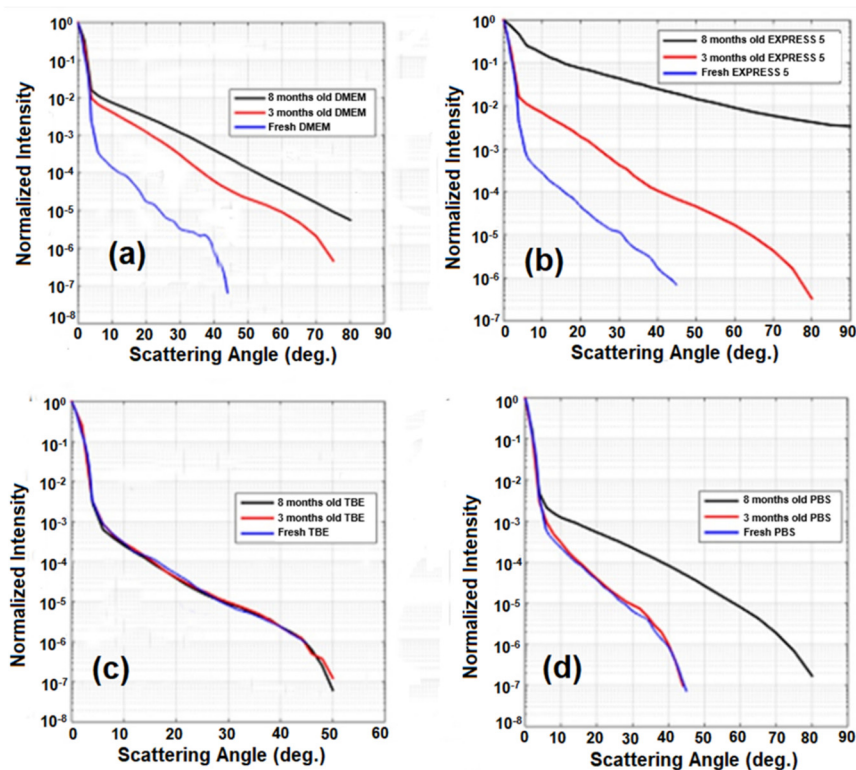 Normalized Intensity
10⁰
10⁻¹
10⁻²
10⁻³
10⁻⁴
10⁻⁵
10⁻⁶
10⁻⁷
10⁻⁸
8 months old DMEM
3 months old DMEM
Fresh DMEM
(a)
0 10 20 30 40 50 60 70 80 90
Scattering Angle (deg.)
Normalized Intensity
10⁰
10⁻¹
10⁻²
10⁻³
10⁻⁴
10⁻⁵
10⁻⁶
10⁻⁷
8 months old EXPRESS 5
3 months old EXPRESS 5
Fresh EXPRESS 5
(b)
0 10 20 30 40 50 60 70 80 90
Scattering Angle (deg.)
Normalized Intensity
10⁰
10⁻¹
10⁻²
10⁻³
10⁻⁴
10⁻⁵
10⁻⁶
10⁻⁷
10⁻⁸
8 months old TBE
3 months old TBE
Fresh TBE
(c)
0 10 20 30 40 50 60
Scattering Angle (deg.)
Normalized Intensity
10⁰
10⁻¹
10⁻²
10⁻³
10⁻⁴
10⁻⁵
10⁻⁶
10⁻⁷
10⁻⁸
8 months old PBS
3 months old PBS
Fresh PBS
(d)
0 10 20 30 40 50 60 70 80 90
Scattering Angle (deg.)